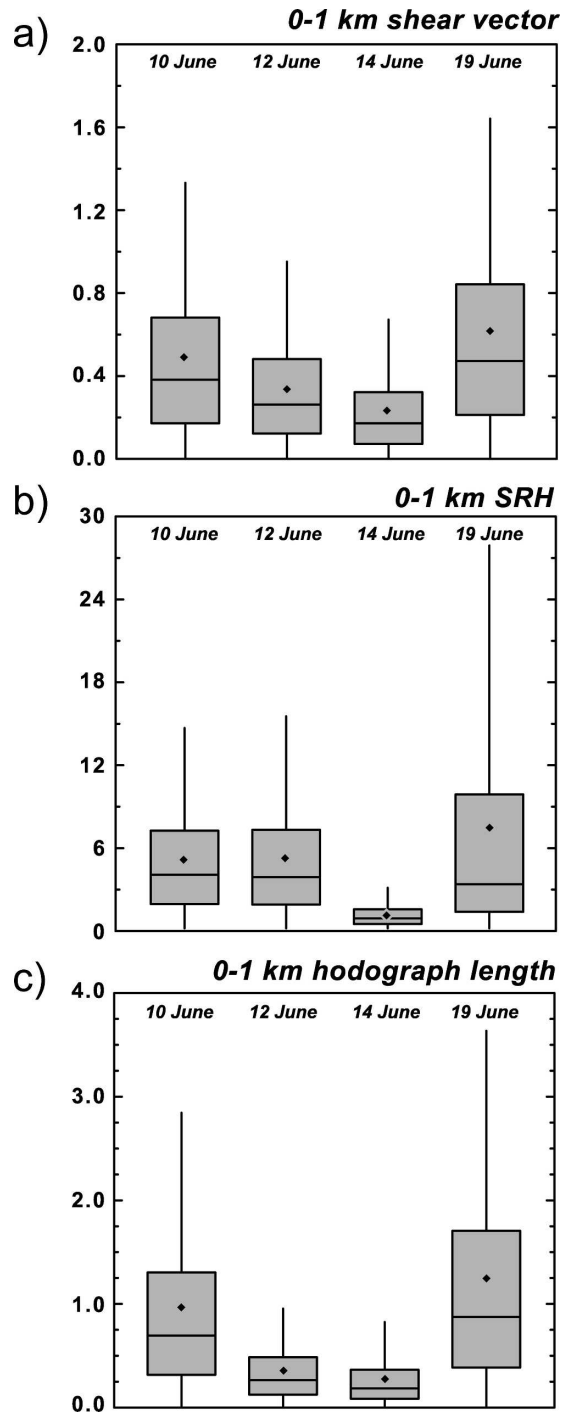 a)
0-1 km shear vector
10 June 12 June 14 June 19 June
2.0
1.6
1.2
0.8
0.4
0.0
b)
0-1 km SRH
10 June 12 June 14 June 19 June
30
24
18
12
6
0
c)
0-1 km hodograph length
10 June 12 June 14 June 19 June
4.0
3.0
2.0
1.0
0.0